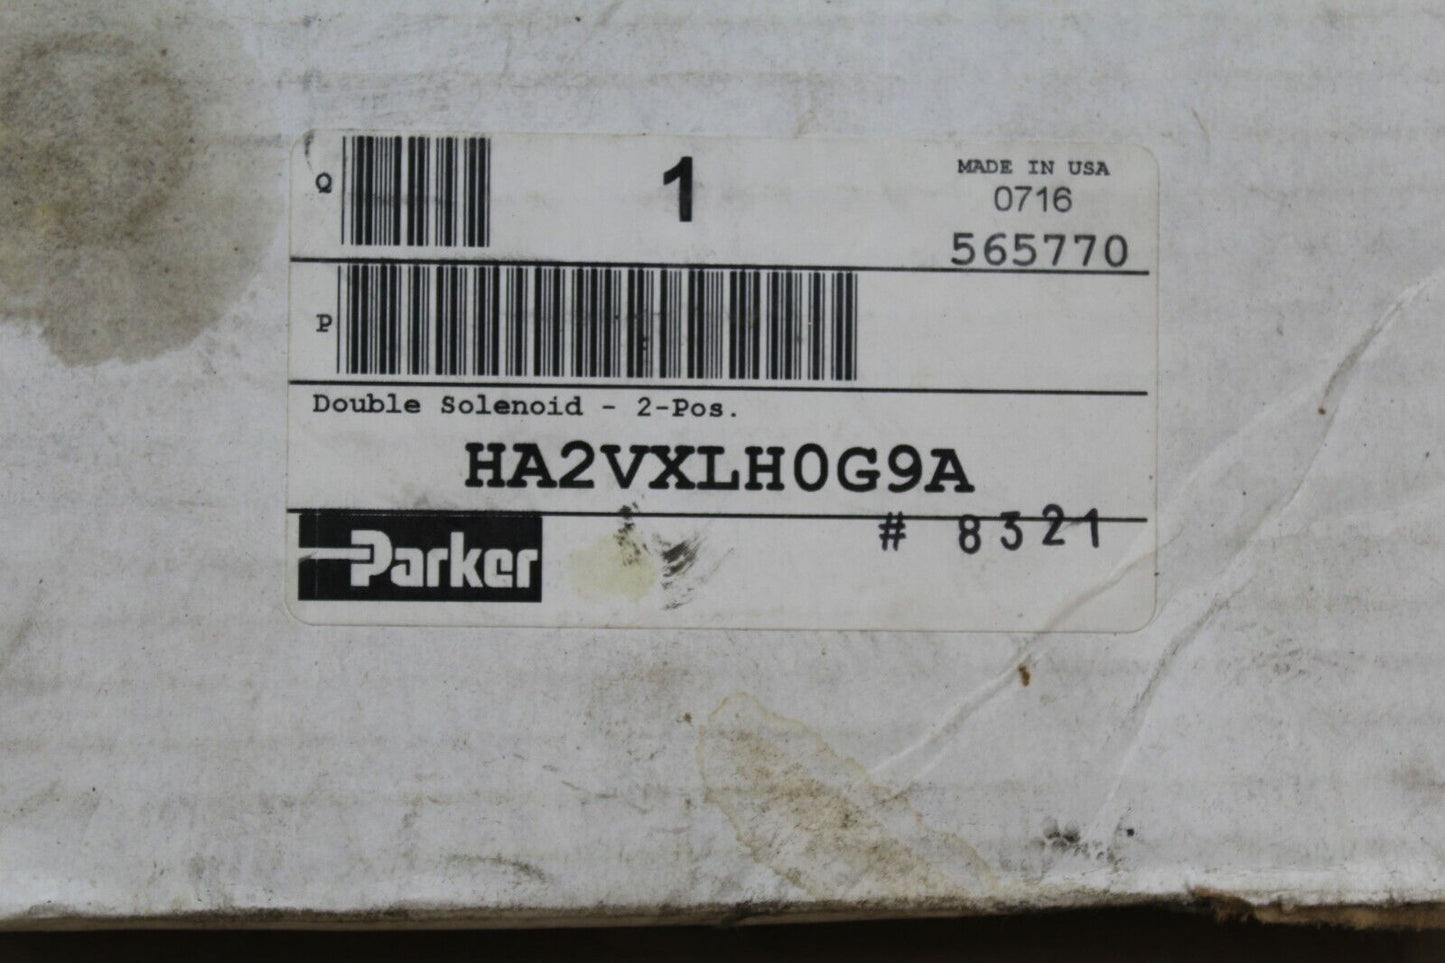 Q 1 MADE IN USA
0716
565770
P
Double Solenoid - 2-Pos.
HA2VXLH0G9A
Parker # 8321